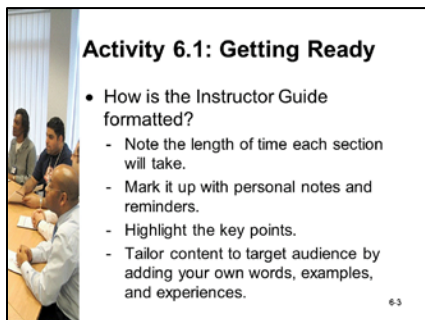 Activity 6.1: Getting Ready
• How is the Instructor Guide
formatted?
- Note the length of time each section
will take.
- Mark it up with personal notes and
reminders.
- Highlight the key points.
- Tailor content to target audience by
adding your own words, examples,
and experiences.
6-3